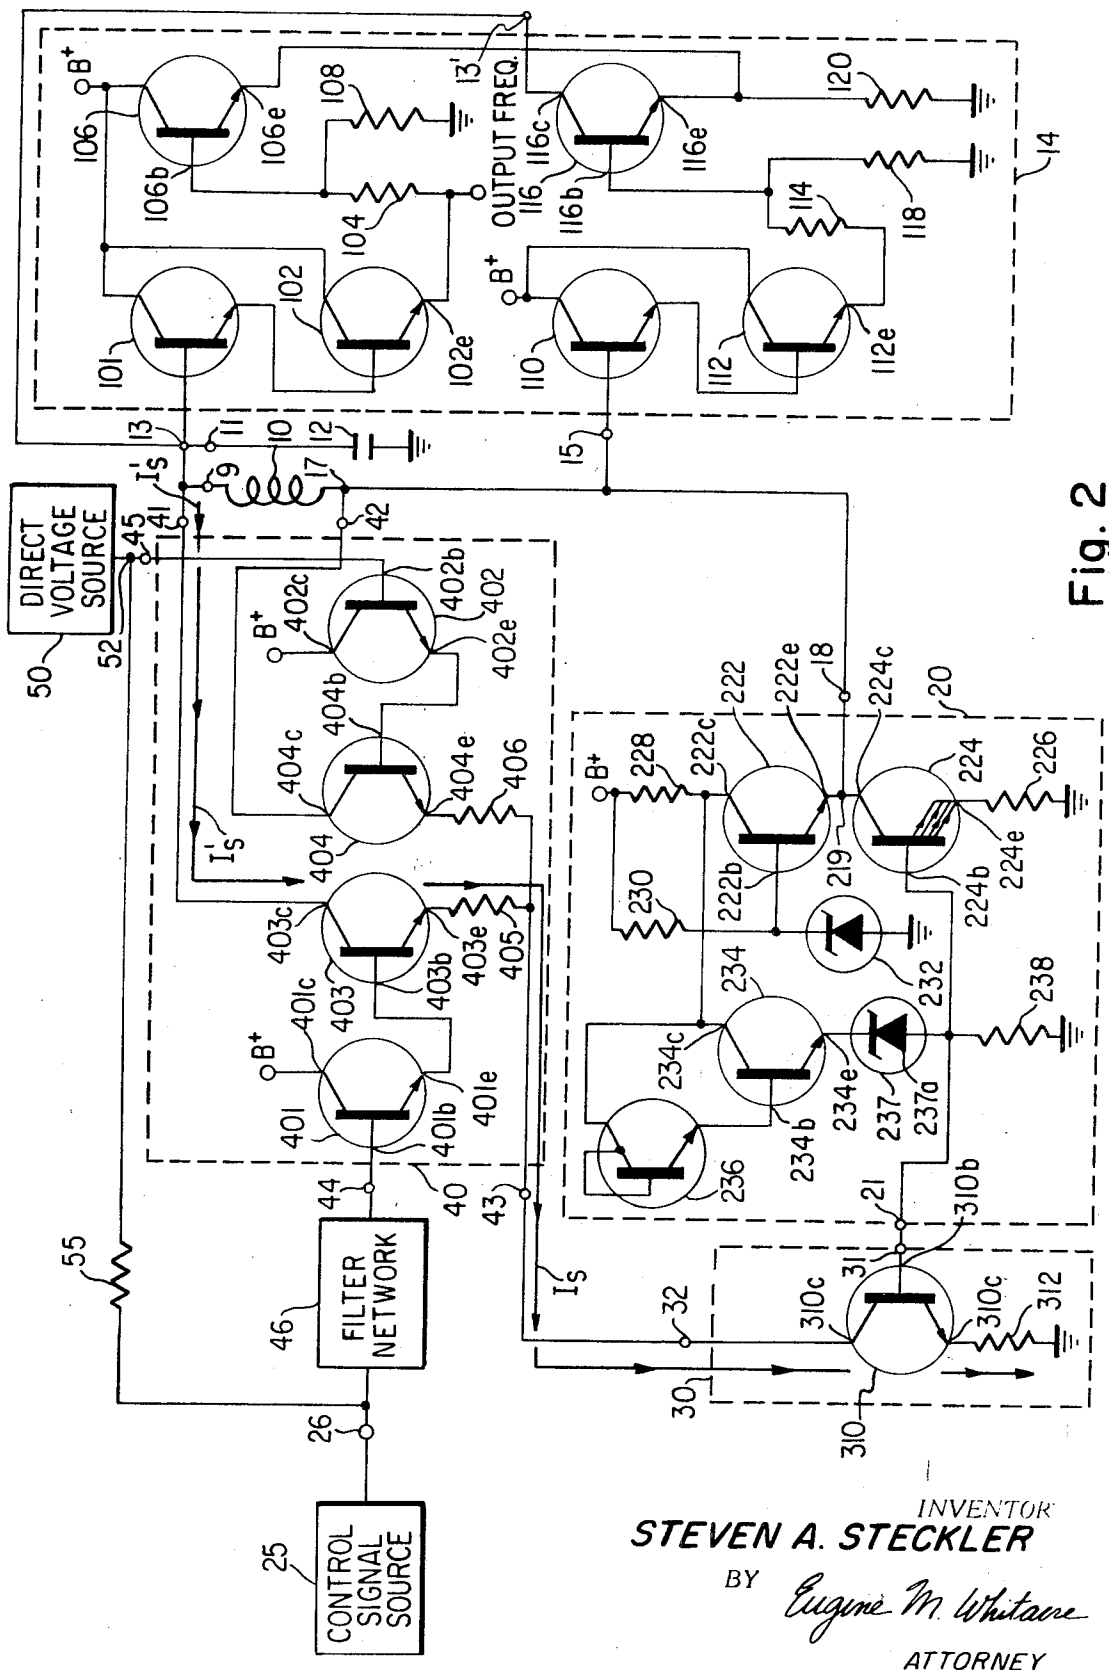 DIRECT
VOLTAGE
SOURCE
50
52
45
41
I's
13
11
9
10
12
17
42
15
13'
B+
106
106b
106e
108
104
OUTPUT FREQ.
101
102
102e
116c
116
116b
116e
120
118
114
B+
110
112
112e
14
55
I's
B+
402c
402b
402
402e
404b
404c
404e
404
406
403c
403
403b
403e
405
B+
401c
401
401b
401e
40
44
43
46
FILTER
NETWORK
26
25
CONTROL
SIGNAL
SOURCE
Is
B+
228
222c
222
222e
18
224c
20
224
226
224e
224b
219
222b
230
232
234
234c
234e
234b
236
237
237a
238
21
31
310b
32
310c
310c
312
30
310
Fig. 2
INVENTOR
STEVEN A. STECKLER
BY Eugene M. Whitacre
ATTORNEY